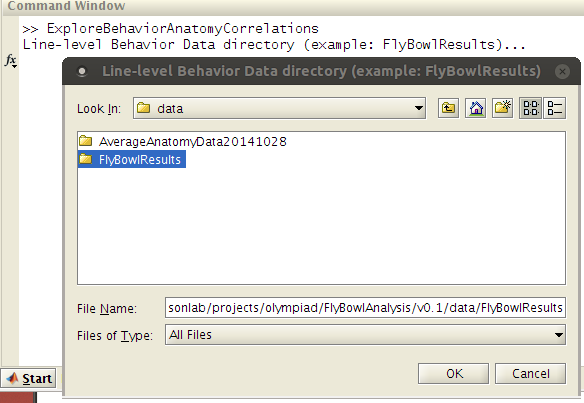 Command Window
>> ExploreBehaviorAnatomyCorrelations
Line-level Behavior Data directory (example: FlyBowlResults)...
fx
Line-level Behavior Data directory (example: FlyBowlResults)
Look In: data
AverageAnatomyData20141028
FlyBowlResults
File Name: sonlab/projects/olympiad/FlyBowlAnalysis/v0.1/data/FlyBowlResults
Files of Type: All Files
OK Cancel
Start